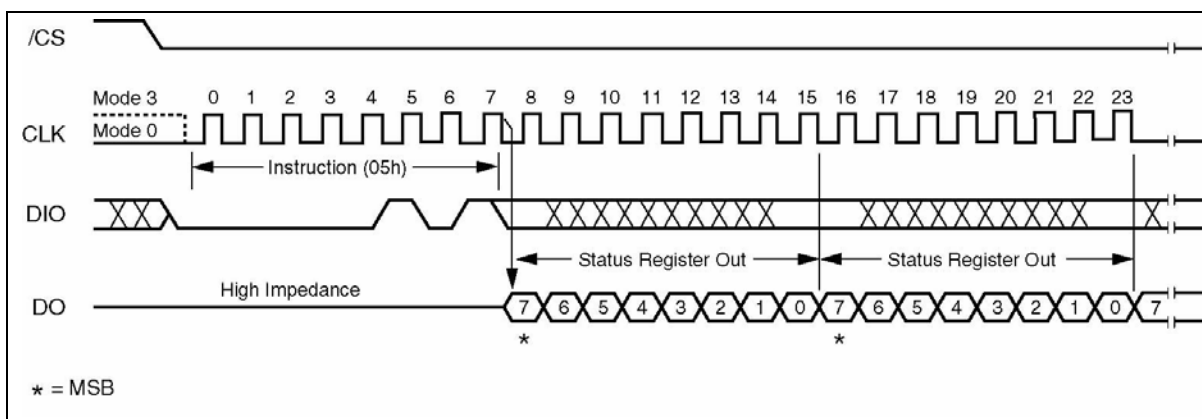 /CS
Mode 3
0 1 2 3 4 5 6 7 8 9 10 11 12 13 14 15 16 17 18 19 20 21 22 23
CLK
Mode 0
Instruction (05h)
DIO
Status Register Out
Status Register Out
High Impedance
DO
7 6 5 4 3 2 1 0 7 6 5 4 3 2 1 0 7
* *
* = MSB